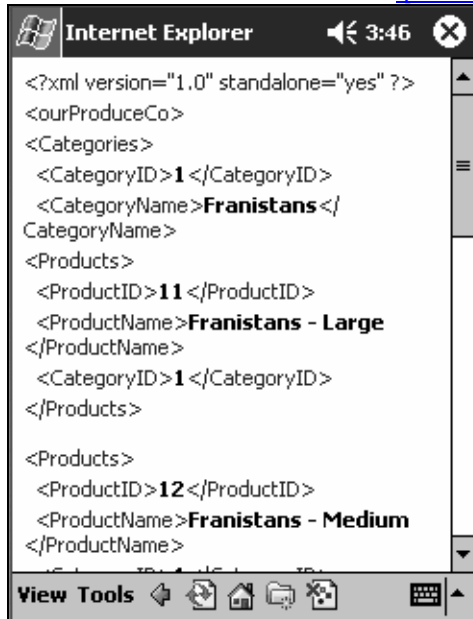 Internet Explorer 3:46
<?xml version="1.0" standalone="yes" ?>
<ourProduceCo>
<Categories>
<CategoryID>1</CategoryID>
<CategoryName>Franistans</
CategoryName>
<Products>
<ProductID>11</ProductID>
<ProductName>Franistans - Large
</ProductName>
<CategoryID>1</CategoryID>
</Products>
<Products>
<ProductID>12</ProductID>
<ProductName>Franistans - Medium
</ProductName>
View Tools